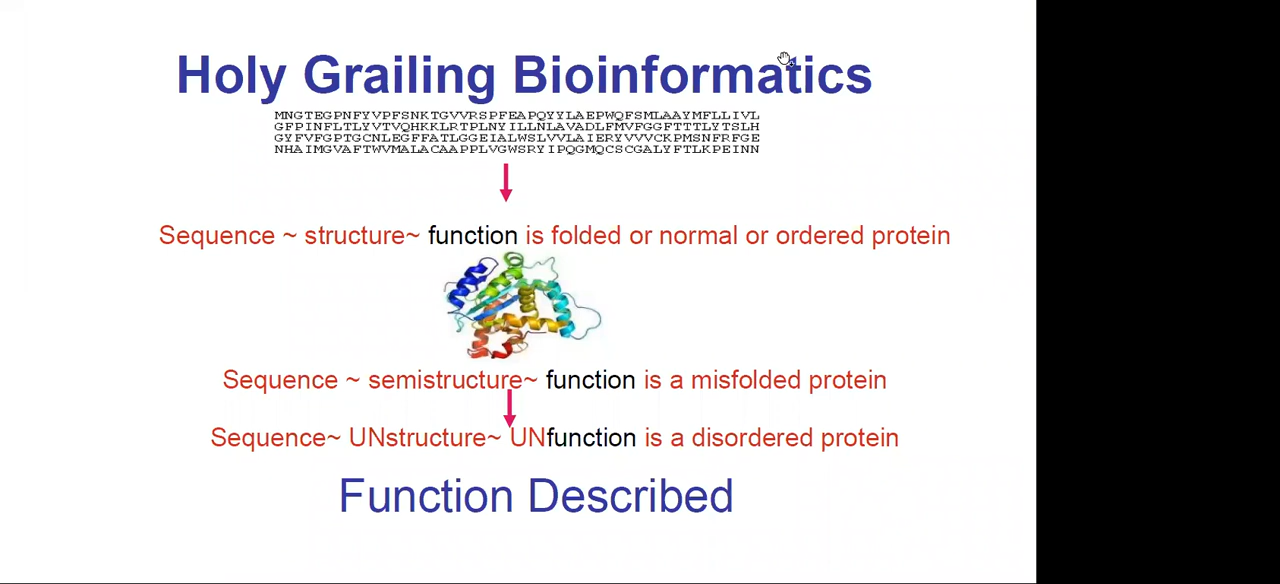 Holy Grailing Bioinformatics
MNGTEGPNFYVPFSNKTGVVRSPFEAPQYYLAEPWQFSMLAAYMFLLIVL
GFPINFLTLYVTVQHKKLRTPLNYILLNLAVADLFMVFGGFTTTLYTSLH
GYFVFGPTGCNLEGFFATLGGEIALWSLVVLAIERYVVVCKPMSNFRFGE
NHAIMGVAFTWVMALACAAPPLVGWSRYIPQGMQCSCGALYFTLKPEINN
Sequence ~ structure~ function is folded or normal or ordered protein
Sequence ~ semistructure~ function is a misfolded protein
Sequence~ UNstructure~ UNfunction is a disordered protein
Function Described